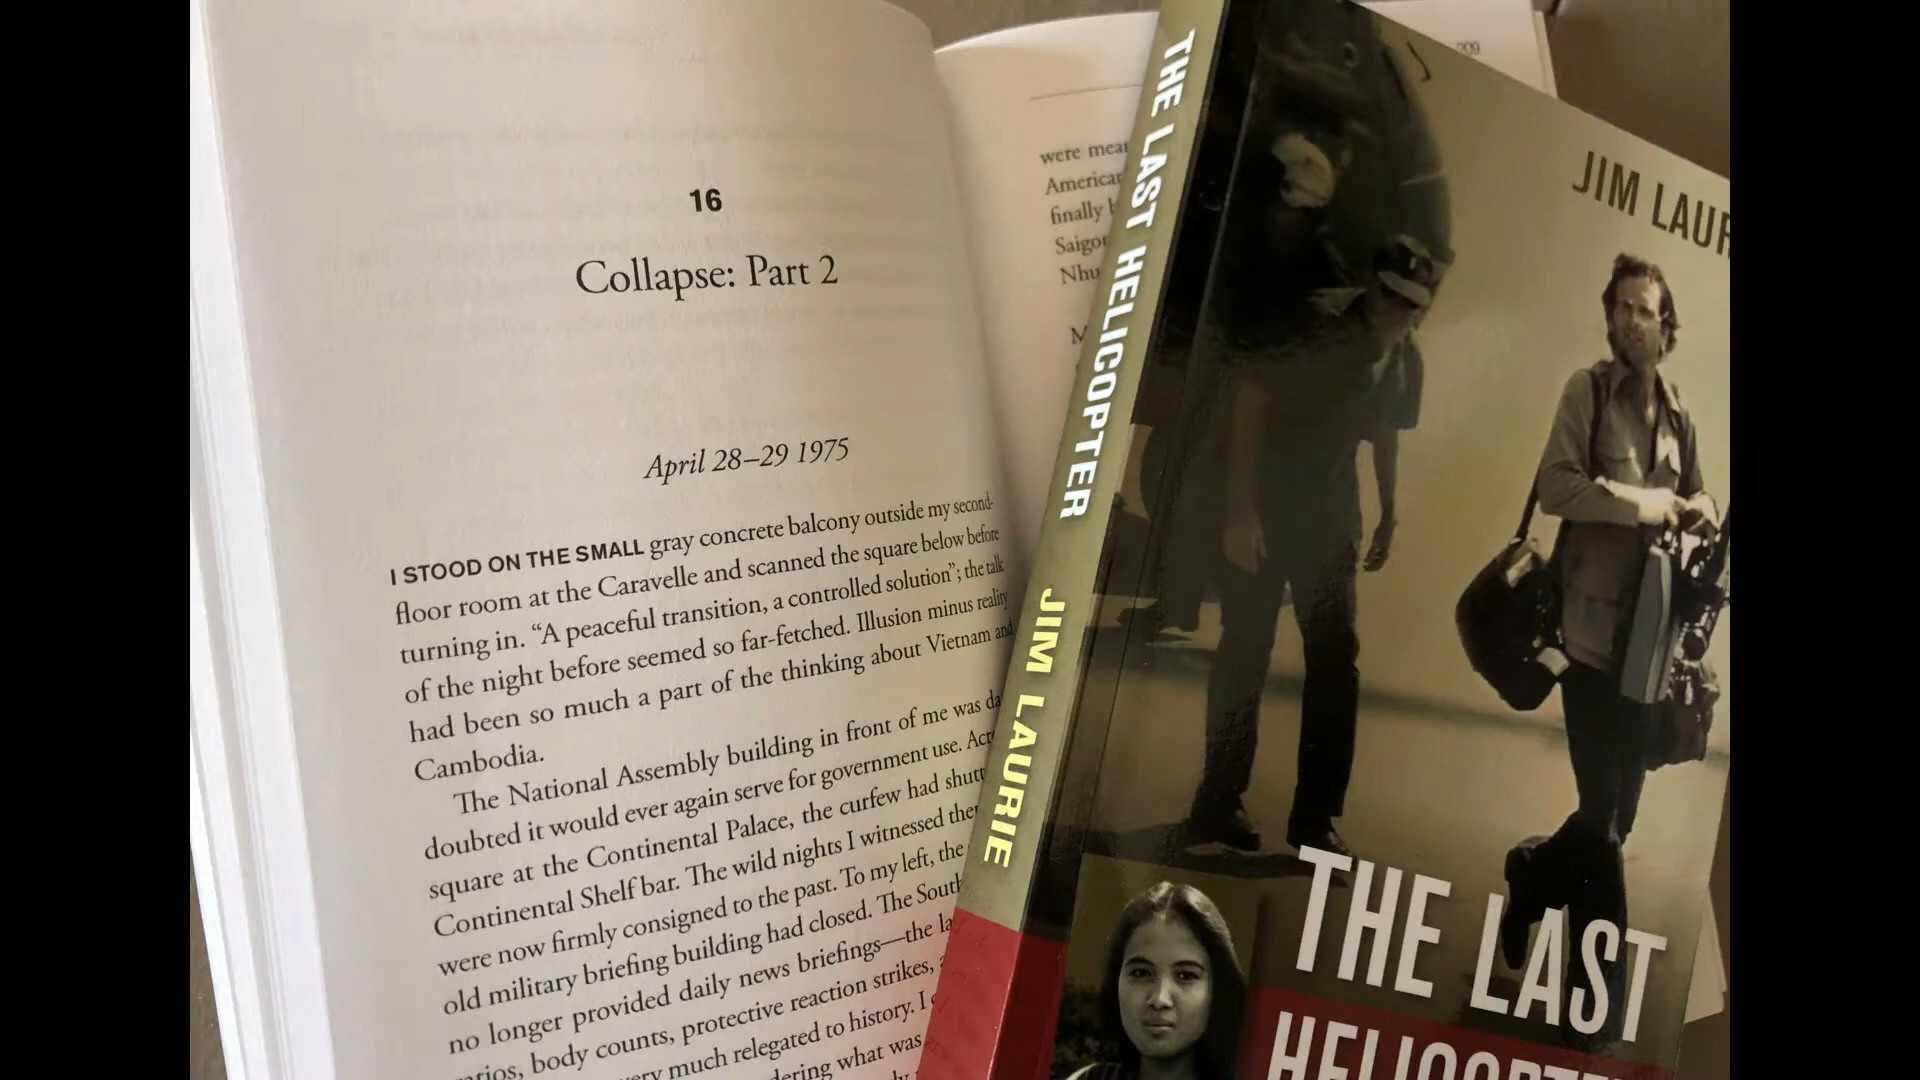 16
Collapse: Part 2
April 28–29 1975
I STOOD ON THE SMALL gray concrete balcony outside my second-
floor room at the Caravelle and scanned the square below before
turning in. “A peaceful transition, a controlled solution”; the talk
of the night before seemed so far-fetched. Illusion minus reality
had been so much a part of the thinking about Vietnam and
Cambodia.
The National Assembly building in front of me was
doubted it would ever again serve for government use.
square at the Continental Palace, the curfew had
Continental Shelf bar. The wild nights I witnessed
were now firmly consigned to the past. To my left, the
old military briefing building had closed. The
no longer provided daily news briefings—the
body counts, protective reaction strikes,
much relegated to history. I
what was
209
were
finally
THE LAST HELICOPTER
JIM LAURIE
JIM LAUR
THE LAST
HELICOPTE